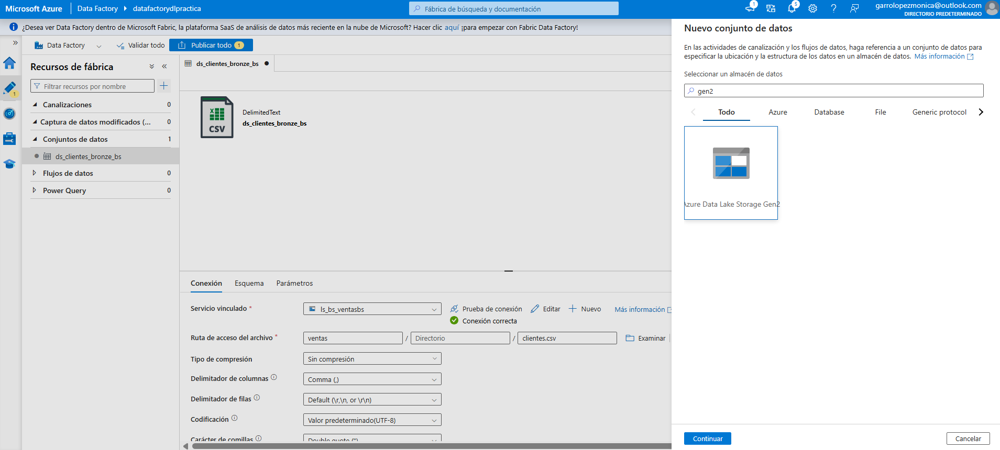 Microsoft Azure
Data Factory
datafactorydlpractica
Fábrica de búsqueda y documentación
1
5
garrolopezmonica@outlook.com
DIRECTORIO PREDETERMINADO
¿Desea ver Data Factory dentro de Microsoft Fabric, la plataforma SaaS de análisis de datos más reciente en la nube de Microsoft? Hacer clic aquí ¡para empezar con Fabric Data Factory!
Data Factory
Validar todo
Publicar todo 1
1
Recursos de fábrica
Filtrar recursos por nombre
Canalizaciones 0
Captura de datos modificados (... 0
Conjuntos de datos 1
ds_clientes_bronze_bs
Flujos de datos 0
Power Query 0
ds_clientes_bronze_bs
CSV
DelimitedText
ds_clientes_bronze_bs
Conexión Esquema Parámetros
Servicio vinculado * ls_bs_ventasbs Prueba de conexión Editar Nuevo Más información
Conexión correcta
Ruta de acceso del archivo * ventas / Directorio / clientes.csv Examinar
Tipo de compresión Sin compresión
Delimitador de columnas Comma (,)
Delimitador de filas Default (\r,\n, or \r\n)
Codificación Valor predeterminado(UTF-8)
Carácter de comillas Double quote (")
Nuevo conjunto de datos
En las actividades de canalización y los flujos de datos, haga referencia a un conjunto de datos para
especificar la ubicación y la estructura de los datos en un almacén de datos. Más información
Seleccionar un almacén de datos
gen2
Todo Azure Database File Generic protocol
Azure Data Lake Storage Gen2
Continuar
Cancelar